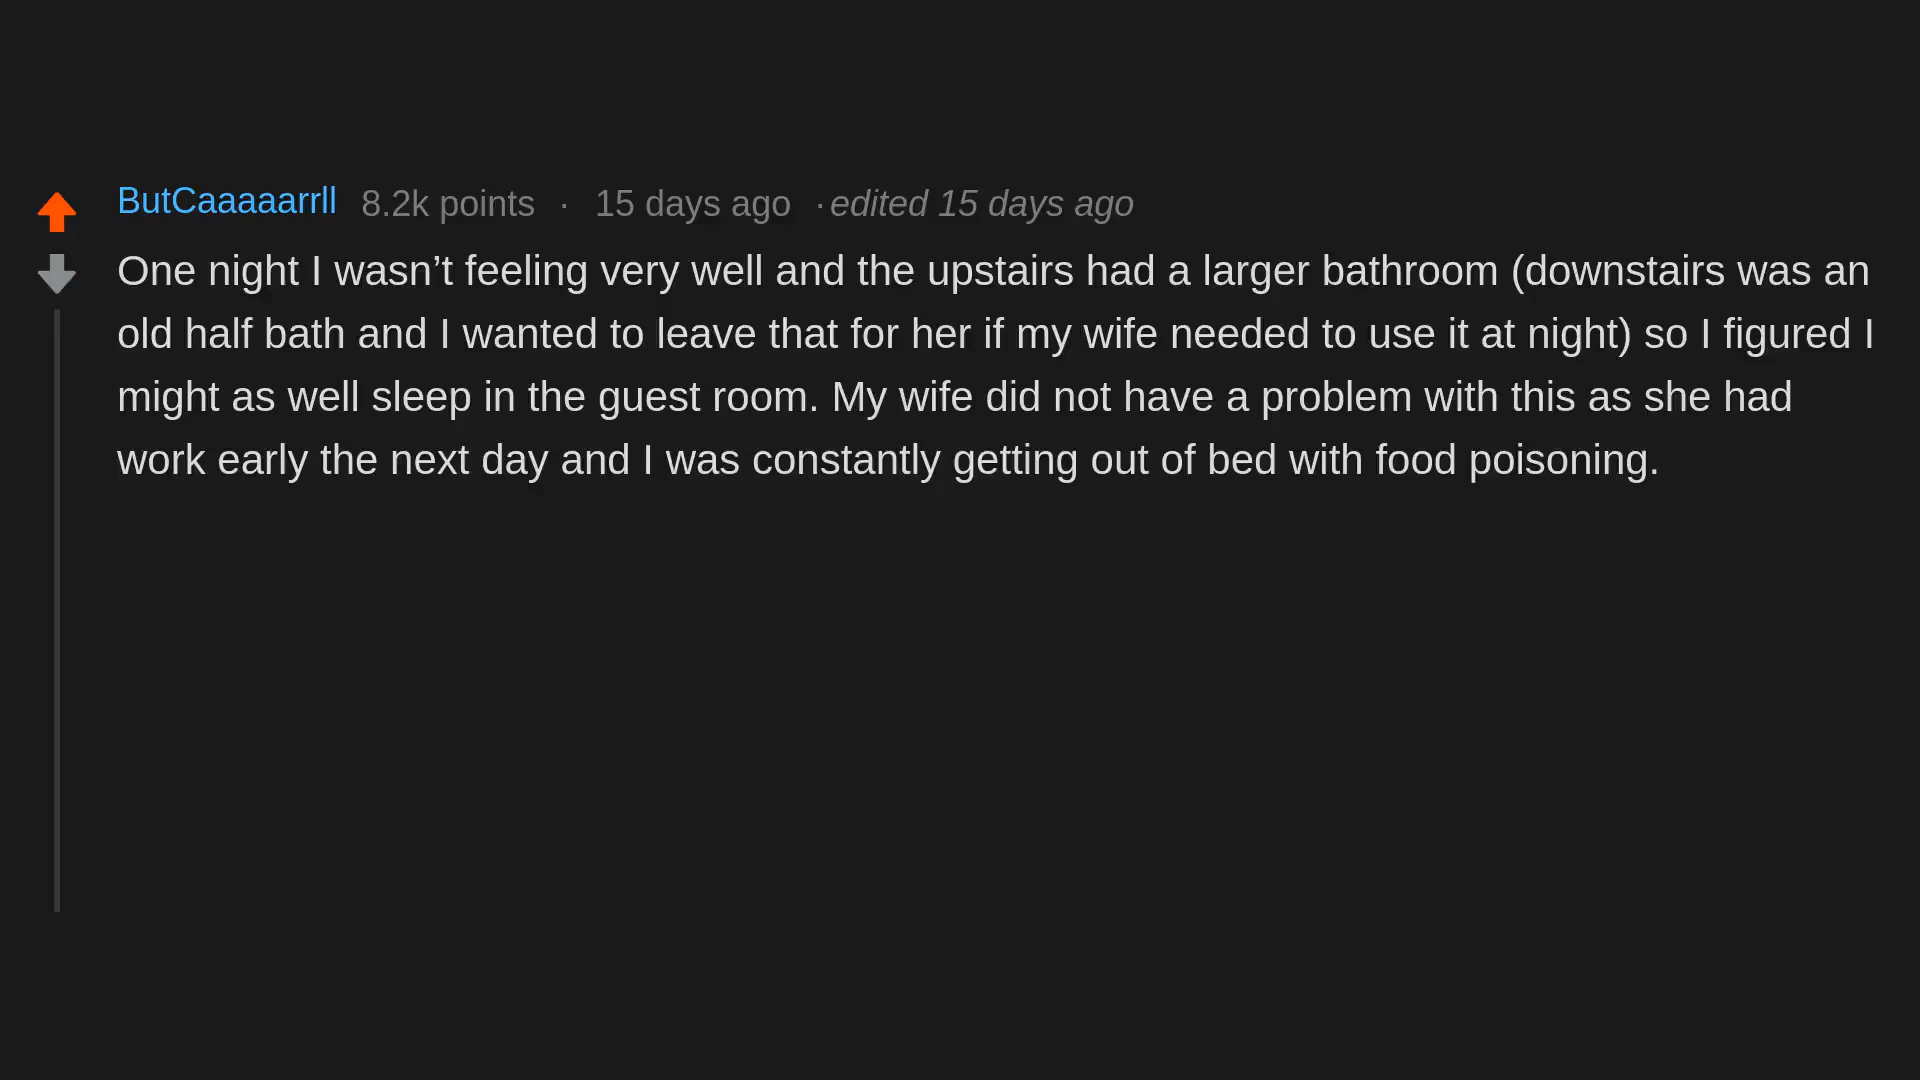 ButCaaaaarrll 8.2k points · 15 days ago · edited 15 days ago
One night I wasn’t feeling very well and the upstairs had a larger bathroom (downstairs was an
old half bath and I wanted to leave that for her if my wife needed to use it at night) so I figured I
might as well sleep in the guest room. My wife did not have a problem with this as she had
work early the next day and I was constantly getting out of bed with food poisoning.